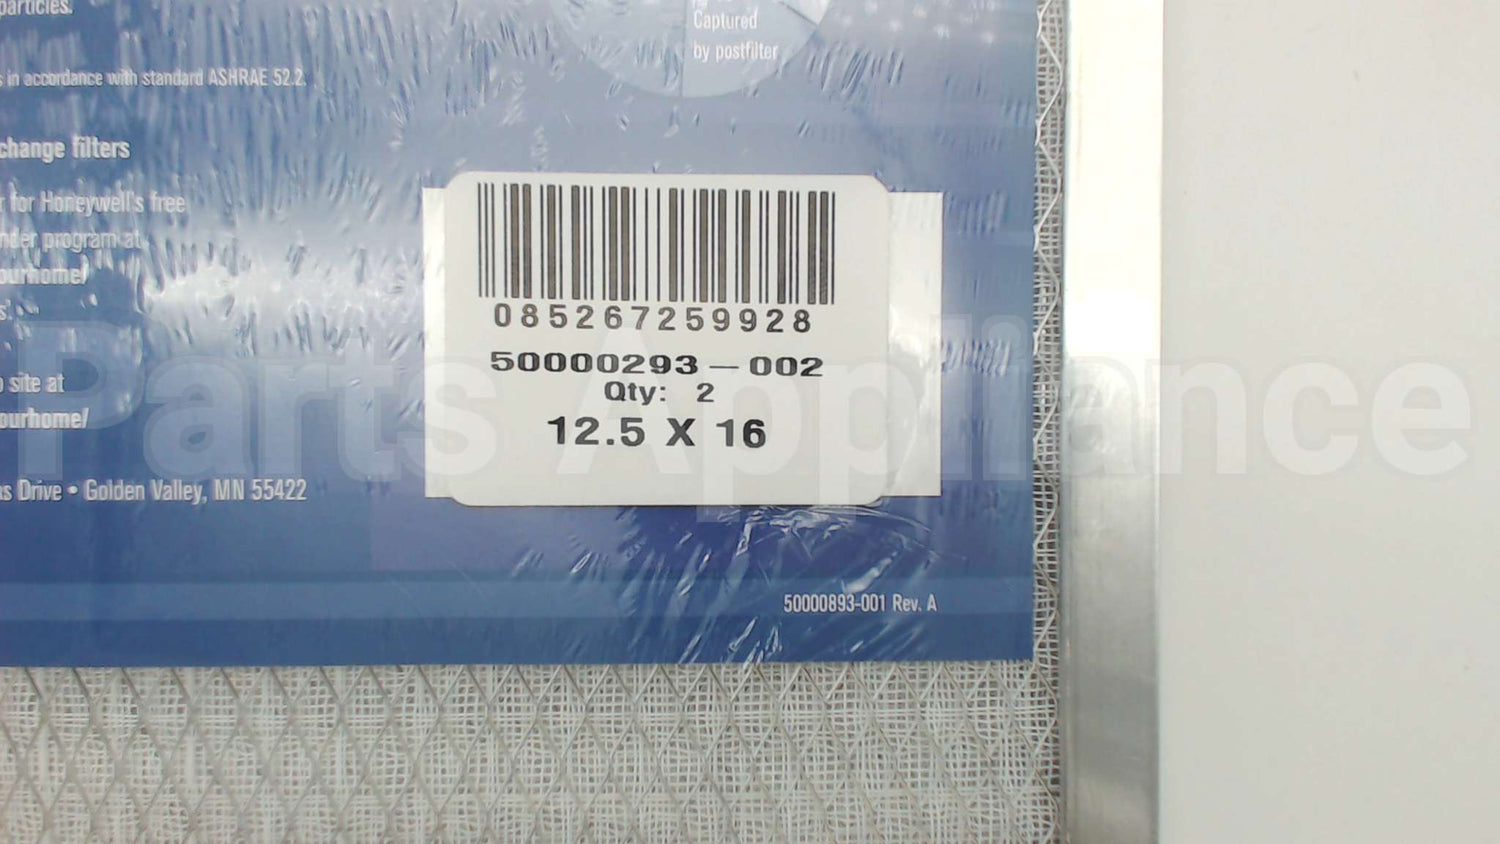 particles.
Captured
by postfilter
in accordance with standard ASHRAE 52.2.
change filters
for Honeywell's free
program at
ourhome/
site at
ourhome/
Drive • Golden Valley, MN 55422
085267259928
50000293-002
Qty: 2
12.5 X 16
50000893-001 Rev. A
Parts Appliance